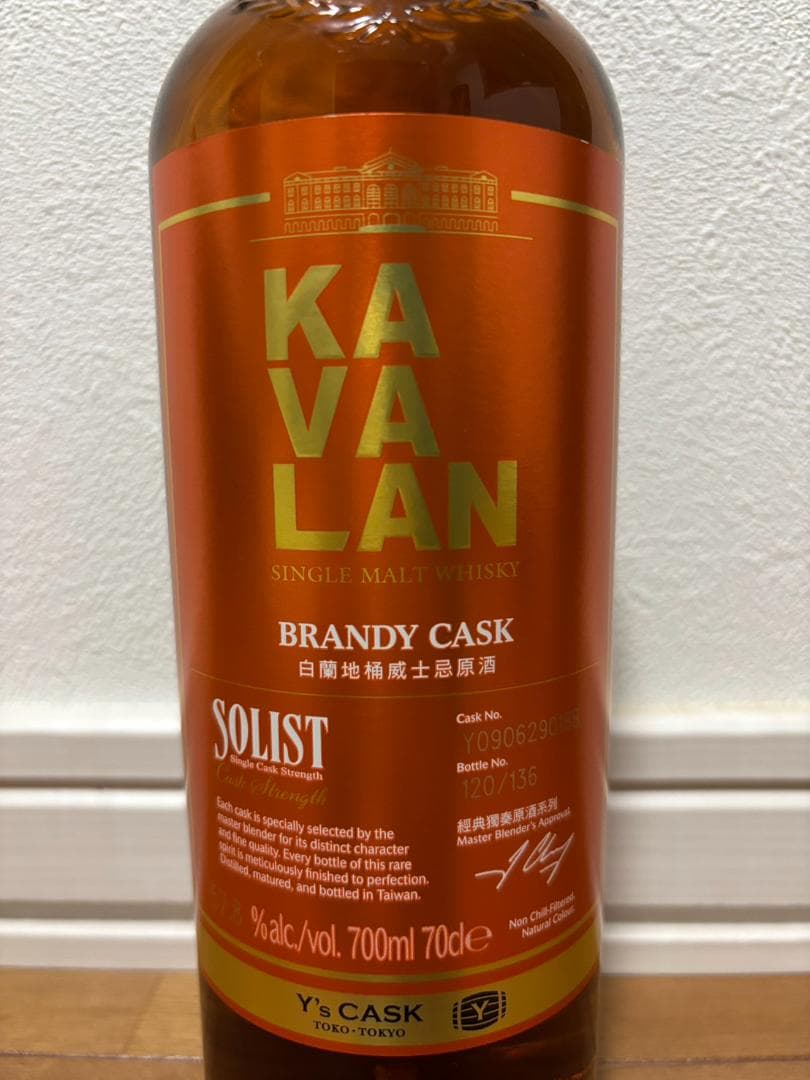 KA
VA
LAN
SINGLE MALT WHISKY
BRANDY CASK
白蘭地桶威士忌原酒
SOLIST
Single Cask Strength
Cask Strength
Each cask is specially selected by the
master blender for its distinct character
and fine quality. Every bottle of this rare
spirit is meticulously finished to perfection.
Distilled, matured, and bottled in Taiwan.
Cask No.
Bottle No.
120/136
經典獨奏原酒系列
Master Blender's Approval
Non Chill-Filtered.
Natural Colour.
57.8 %alc./vol. 700ml 70cl℮
Y's CASK
TOKO-TOKYO
Y